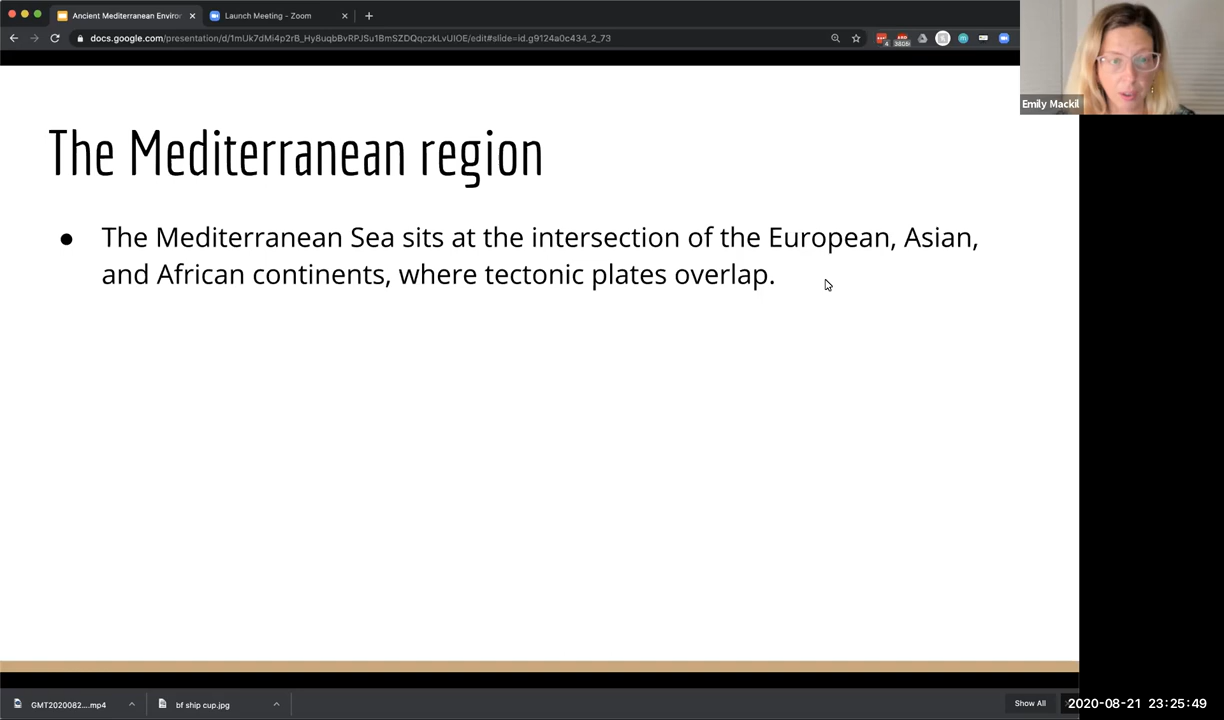 Ancient Mediterranean Enviro
Launch Meeting - Zoom
docs.google.com/presentation/d/1mUk7dMi4p2rB_Hy8uqbBvRPJSu1BmSZDQqczkLvUIOE/edit#slide=id.g9124a0c434_2_73
Emily Mackil
The Mediterranean region
● The Mediterranean Sea sits at the intersection of the European, Asian,
and African continents, where tectonic plates overlap.
GMT2020082....mp4
bf ship cup.jpg
Show All
2020-08-21 23:25:49